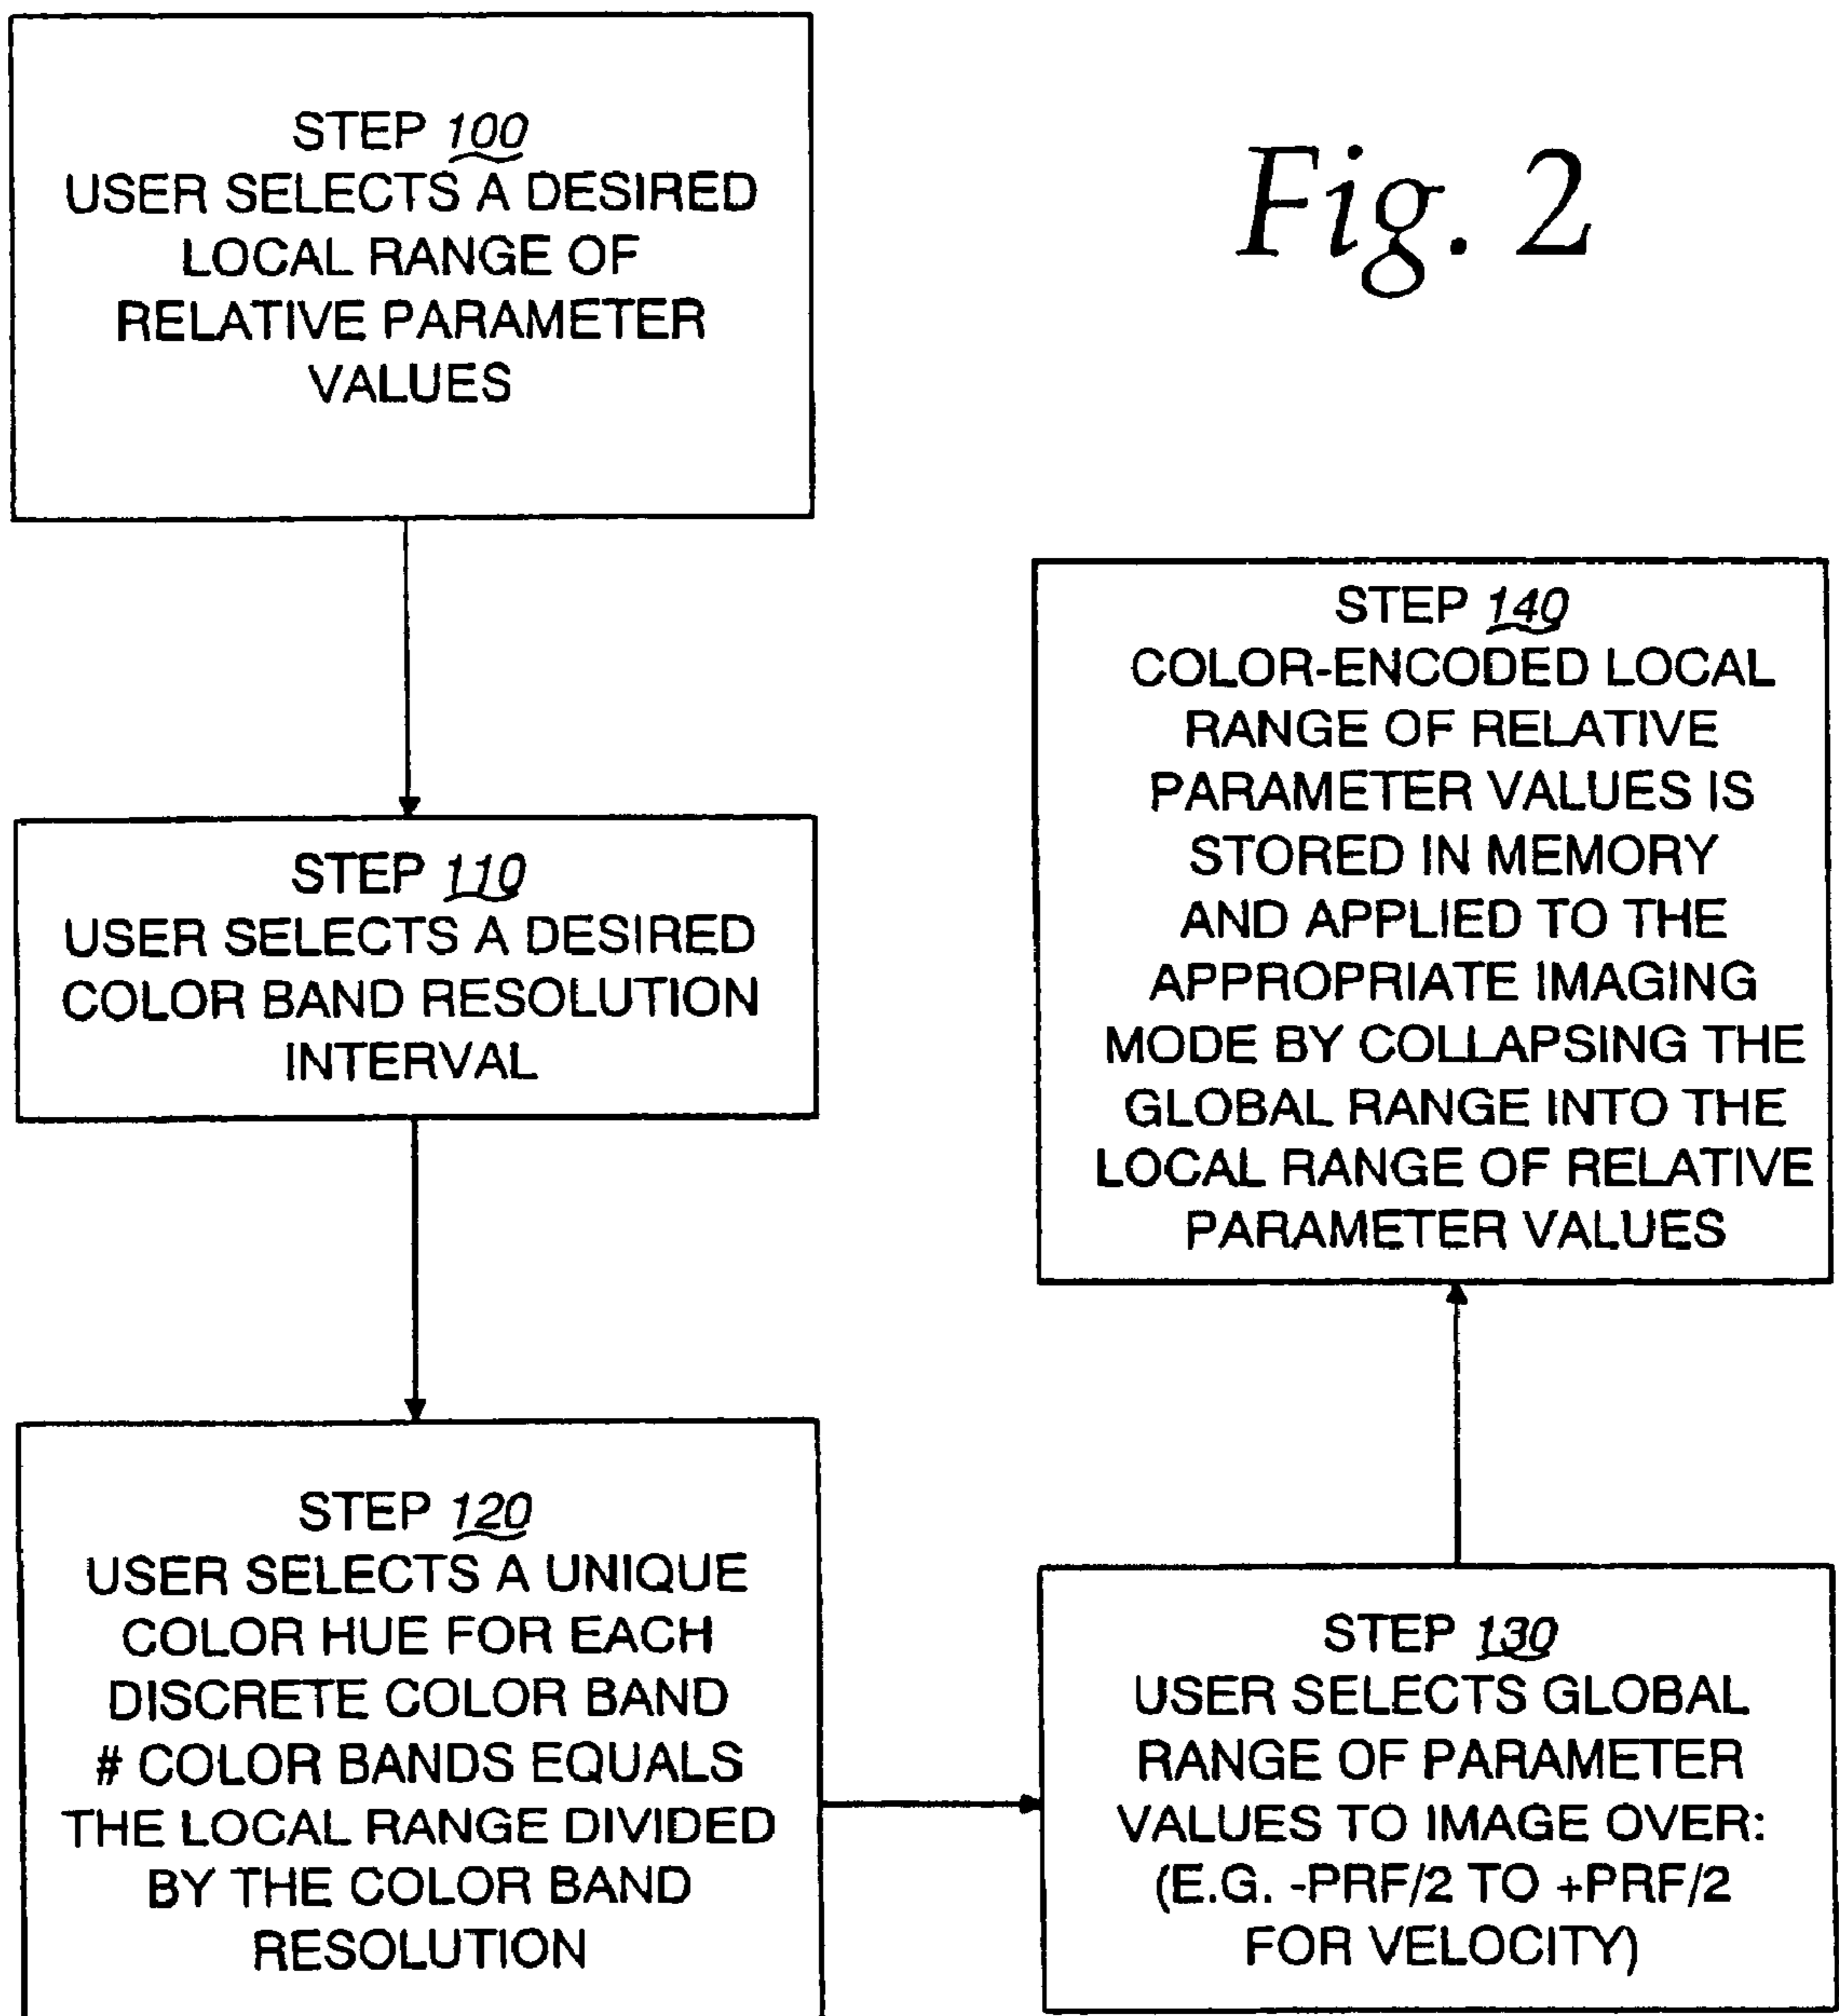 Fig. 2
STEP 100
USER SELECTS A DESIRED
LOCAL RANGE OF
RELATIVE PARAMETER
VALUES
STEP 110
USER SELECTS A DESIRED
COLOR BAND RESOLUTION
INTERVAL
STEP 120
USER SELECTS A UNIQUE
COLOR HUE FOR EACH
DISCRETE COLOR BAND
# COLOR BANDS EQUALS
THE LOCAL RANGE DIVIDED
BY THE COLOR BAND
RESOLUTION
STEP 130
USER SELECTS GLOBAL
RANGE OF PARAMETER
VALUES TO IMAGE OVER:
(E.G. -PRF/2 TO +PRF/2
FOR VELOCITY)
STEP 140
COLOR-ENCODED LOCAL
RANGE OF RELATIVE
PARAMETER VALUES IS
STORED IN MEMORY
AND APPLIED TO THE
APPROPRIATE IMAGING
MODE BY COLLAPSING THE
GLOBAL RANGE INTO THE
LOCAL RANGE OF RELATIVE
PARAMETER VALUES